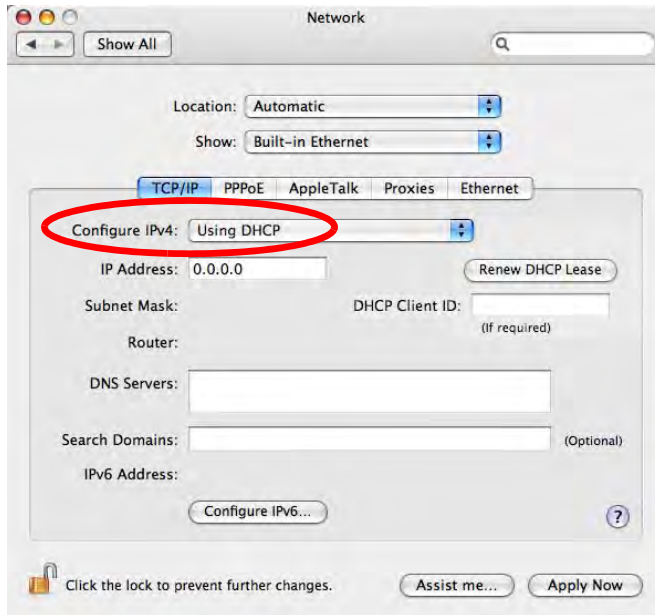 Network
Show All
Location: Automatic
Show: Built-in Ethernet
TCP/IP PPPoE AppleTalk Proxies Ethernet
Configure IPv4: Using DHCP
IP Address: 0.0.0.0 Renew DHCP Lease
Subnet Mask: DHCP Client ID:
(If required)
Router:
DNS Servers:
Search Domains: (Optional)
IPv6 Address:
Configure IPv6...
?
Click the lock to prevent further changes. Assist me... Apply Now